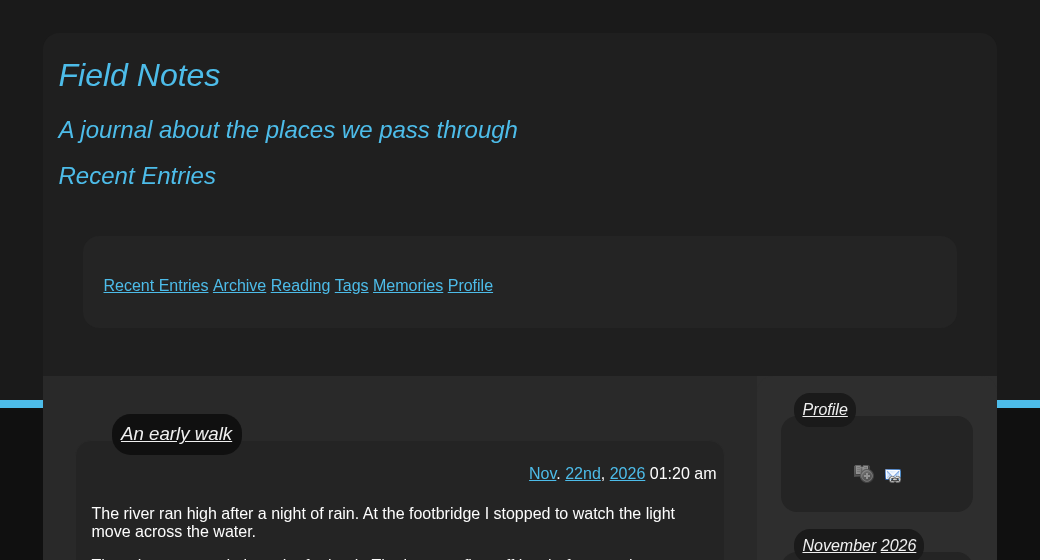 Field Notes
A journal about the places we pass through
Recent Entries
Recent Entries Archive Reading Tags Memories Profile
An early walk
Nov. 22nd, 2026 01:20 am
The river ran high after a night of rain. At the footbridge I stopped to watch the light
move across the water.
Profile
November 2026